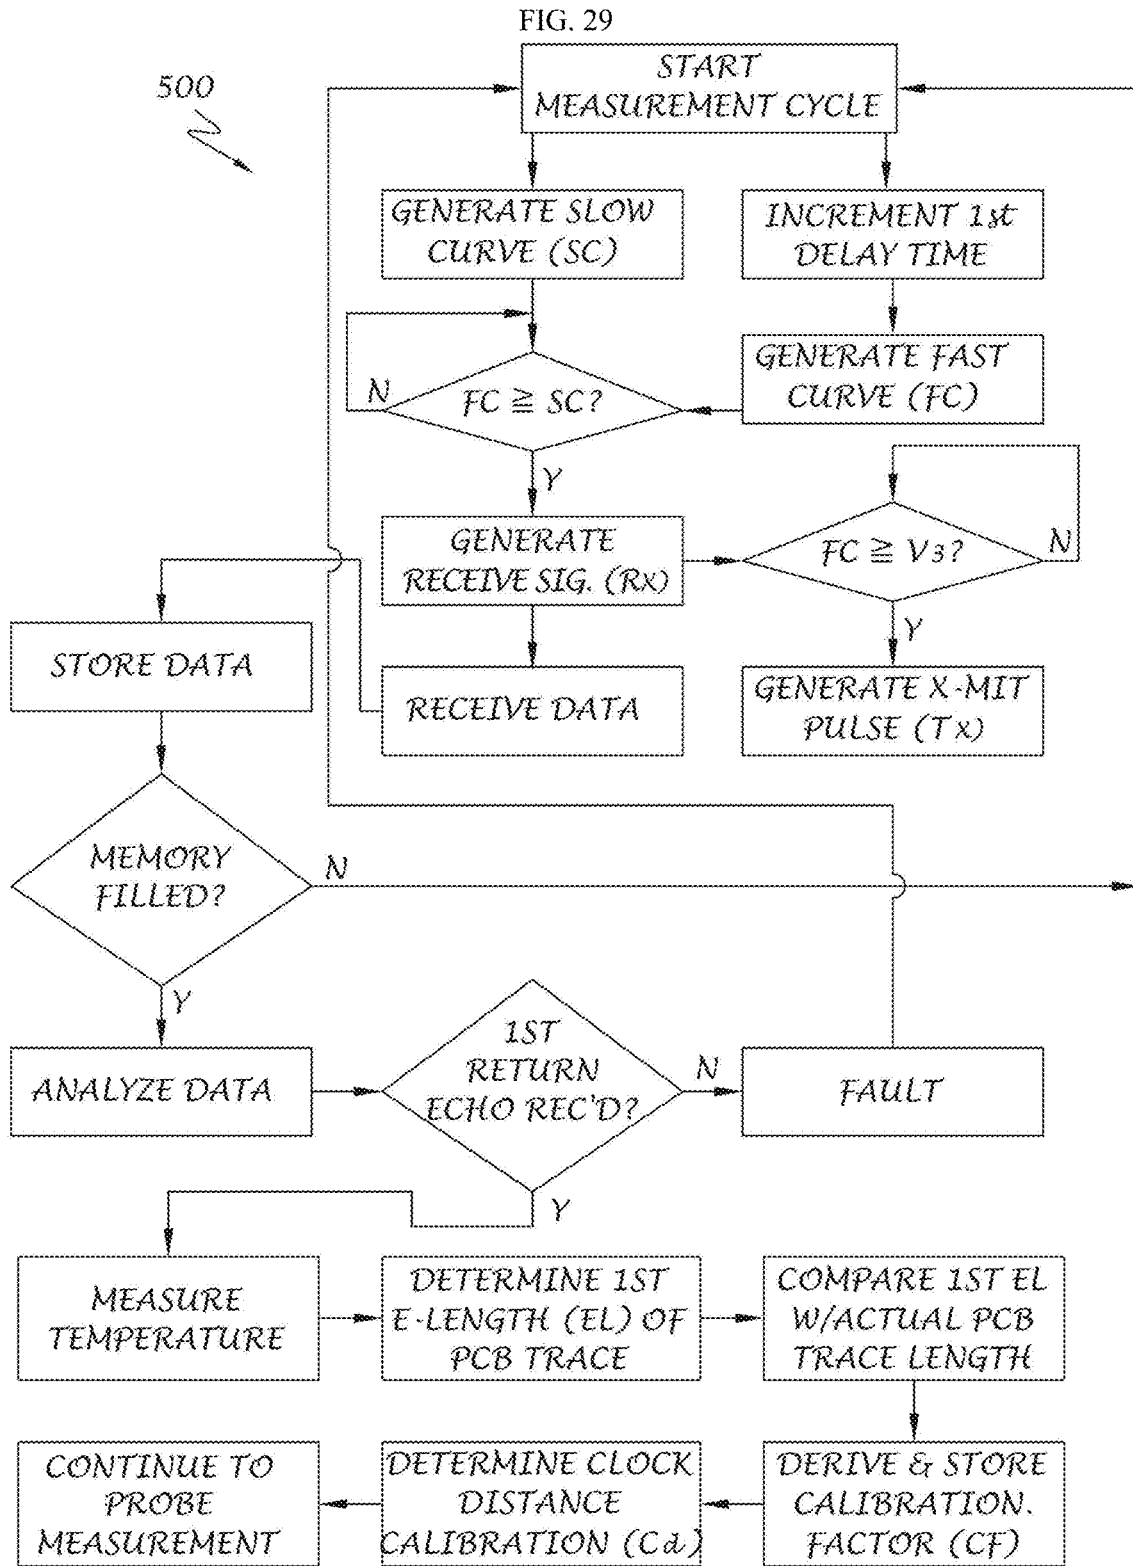 FIG. 29
500
START
MEASUREMENT CYCLE
GENERATE SLOW
CURVE (SC)
INCREMENT 1st
DELAY TIME
FC ≧ SC?
N
Y
GENERATE FAST
CURVE (FC)
GENERATE
RECEIVE SIG. (Rx)
FC ≧ V3?
N
Y
STORE DATA
RECEIVE DATA
GENERATE X-MIT
PULSE (Tx)
MEMORY
FILLED?
N
Y
ANALYZE DATA
1ST
RETURN
ECHO REC'D?
N
Y
FAULT
MEASURE
TEMPERATURE
DETERMINE 1ST
E-LENGTH (EL) OF
PCB TRACE
COMPARE 1ST EL
W/ACTUAL PCB
TRACE LENGTH
CONTINUE TO
PROBE
MEASUREMENT
DETERMINE CLOCK
DISTANCE
CALIBRATION (Cd)
DERIVE & STORE
CALIBRATION.
FACTOR (CF)